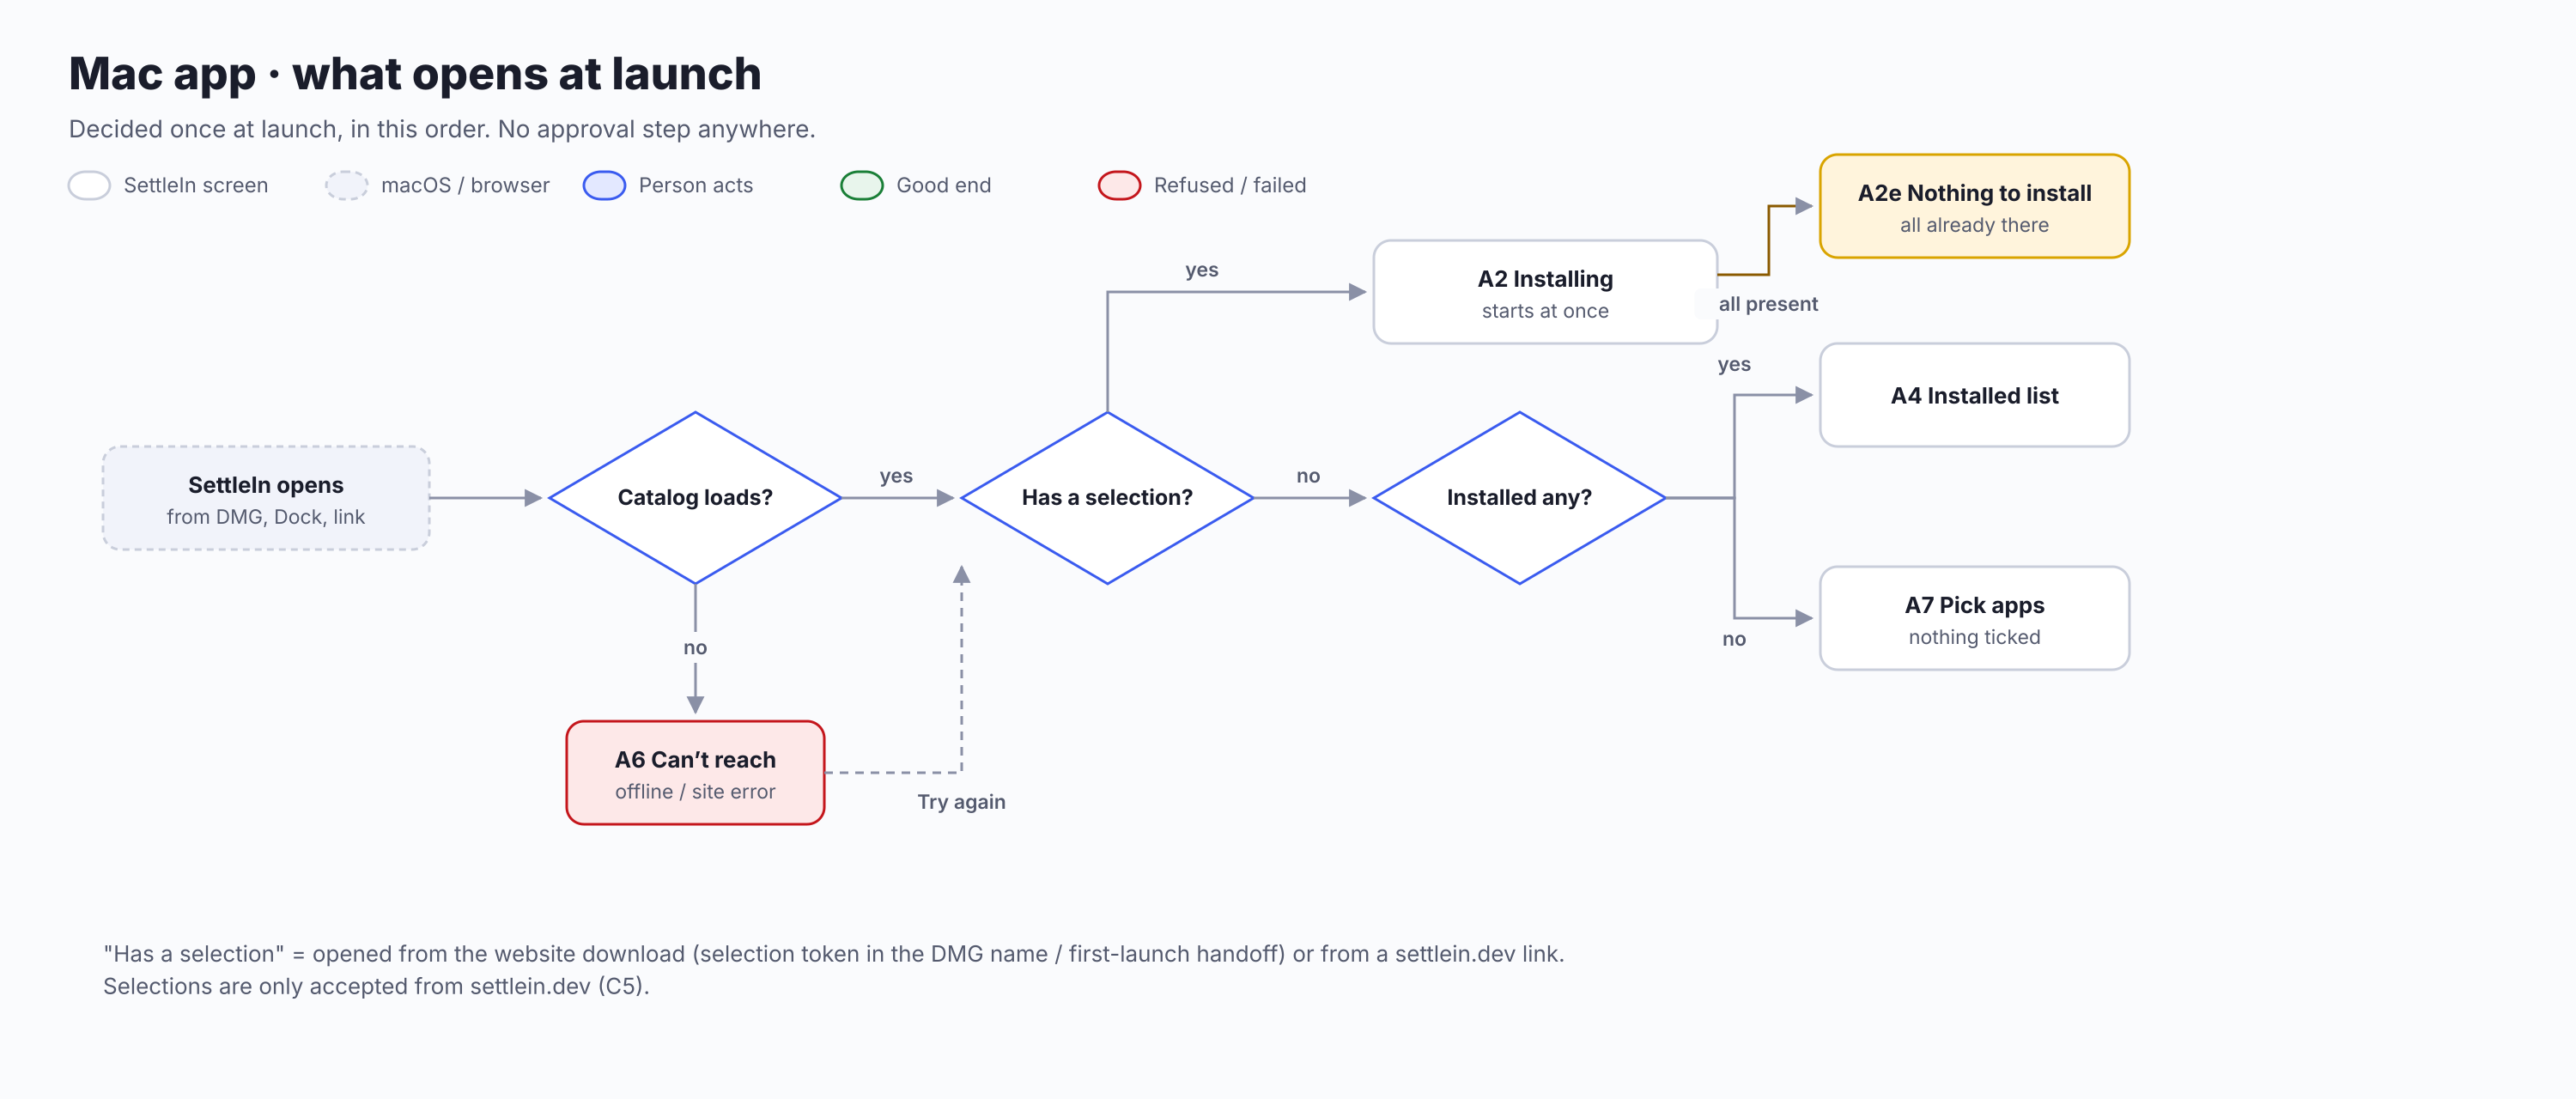 Mac app · what opens at launch
Decided once at launch, in this order. No approval step anywhere.
SettleIn screen
macOS / browser
Person acts
Good end
Refused / failed
A2e Nothing to install
all already there
yes
A2 Installing
starts at once
all present
yes
A4 Installed list
SettleIn opens
from DMG, Dock, link
Catalog loads?
yes
Has a selection?
no
Installed any?
no
A7 Pick apps
nothing ticked
no
A6 Can’t reach
offline / site error
Try again
"Has a selection" = opened from the website download (selection token in the DMG name / first-launch handoff) or from a settlein.dev link.
Selections are only accepted from settlein.dev (C5).